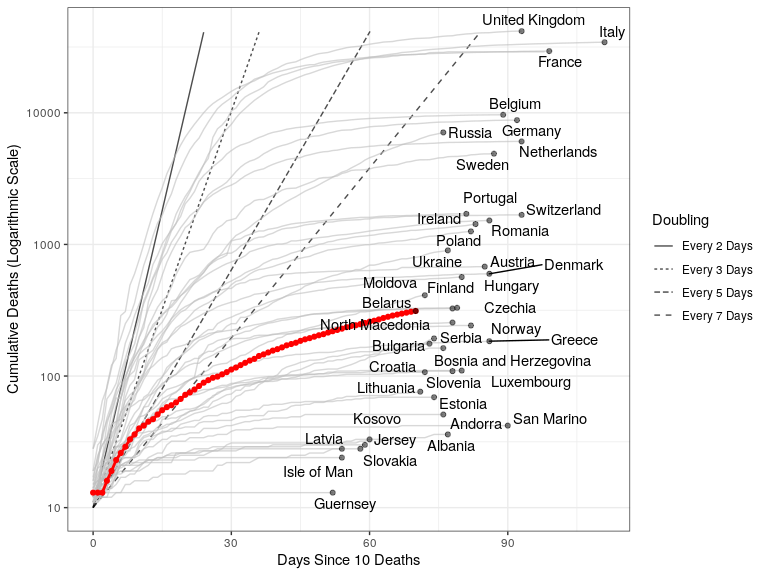 United Kingdom
Italy
France
10000
Belgium
Russia
Germany
Netherlands
Sweden
Portugal
Switzerland
Ireland
Romania
1000
Poland
Ukraine
Austria
Denmark
Moldova
Finland
Hungary
Belarus
Czechia
North Macedonia
Norway
Serbia
Greece
Bulgaria
Bosnia and Herzegovina
Croatia
100
Slovenia
Luxembourg
Lithuania
Estonia
Kosovo
Andorra
San Marino
Latvia
Jersey
Albania
Slovakia
Isle of Man
Guernsey
10
0
30
60
90
Days Since 10 Deaths
Cumulative Deaths (Logarithmic Scale)
Doubling
Every 2 Days
Every 3 Days
Every 5 Days
Every 7 Days